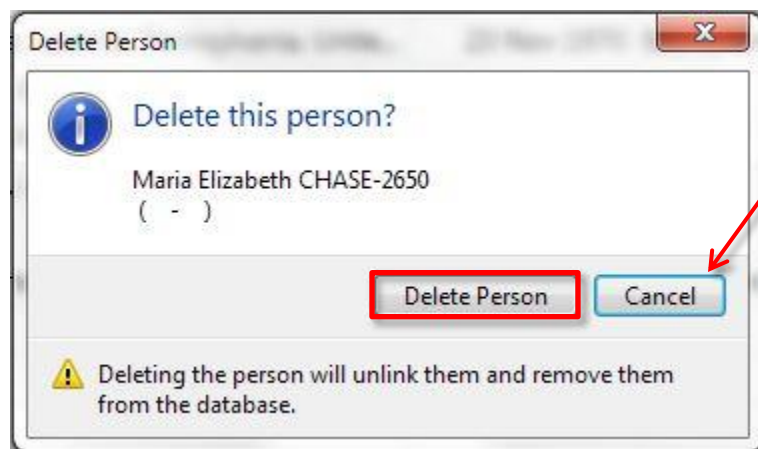 Delete Person
Delete this person?
Maria Elizabeth CHASE-2650
( - )
Delete Person
Cancel
Deleting the person will unlink them and remove them
from the database.